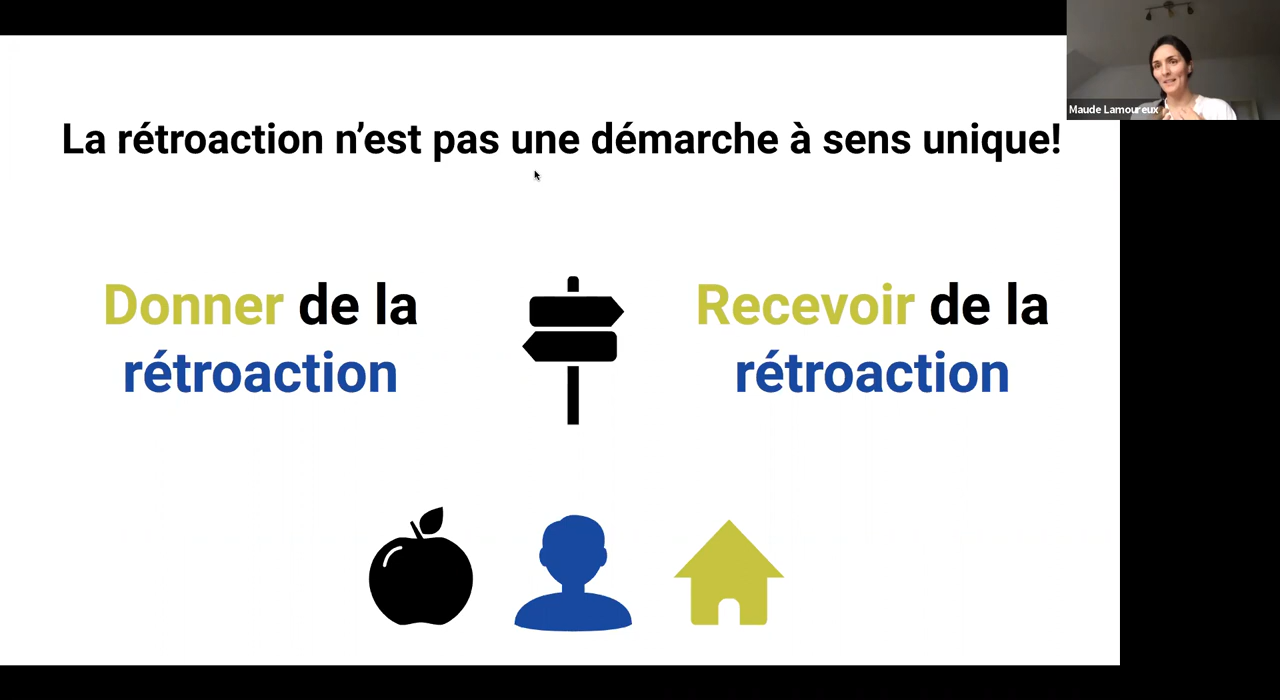 Maude Lamoureux
La rétroaction n’est pas une démarche à sens unique!
Donner de la
rétroaction
Recevoir de la
rétroaction